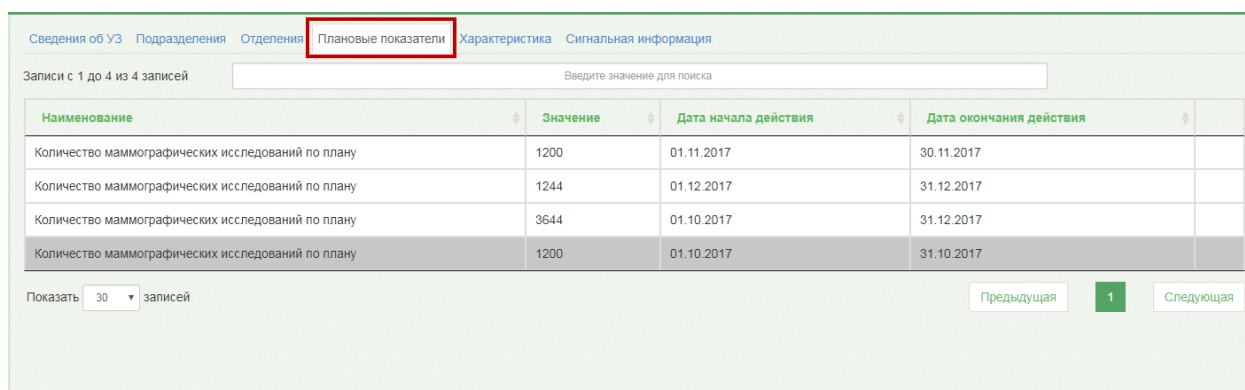 Сведения об УЗ Подразделения Отделения Плановые показатели Характеристика Сигнальная информация
Записи с 1 до 4 из 4 записей Введите значение для поиска
Наименование Значение Дата начала действия Дата окончания действия
Количество маммографических исследований по плану 1200 01.11.2017 30.11.2017
Количество маммографических исследований по плану 1244 01.12.2017 31.12.2017
Количество маммографических исследований по плану 3644 01.10.2017 31.12.2017
Количество маммографических исследований по плану 1200 01.10.2017 31.10.2017
Показать 30 записей Предыдущая 1 Следующая